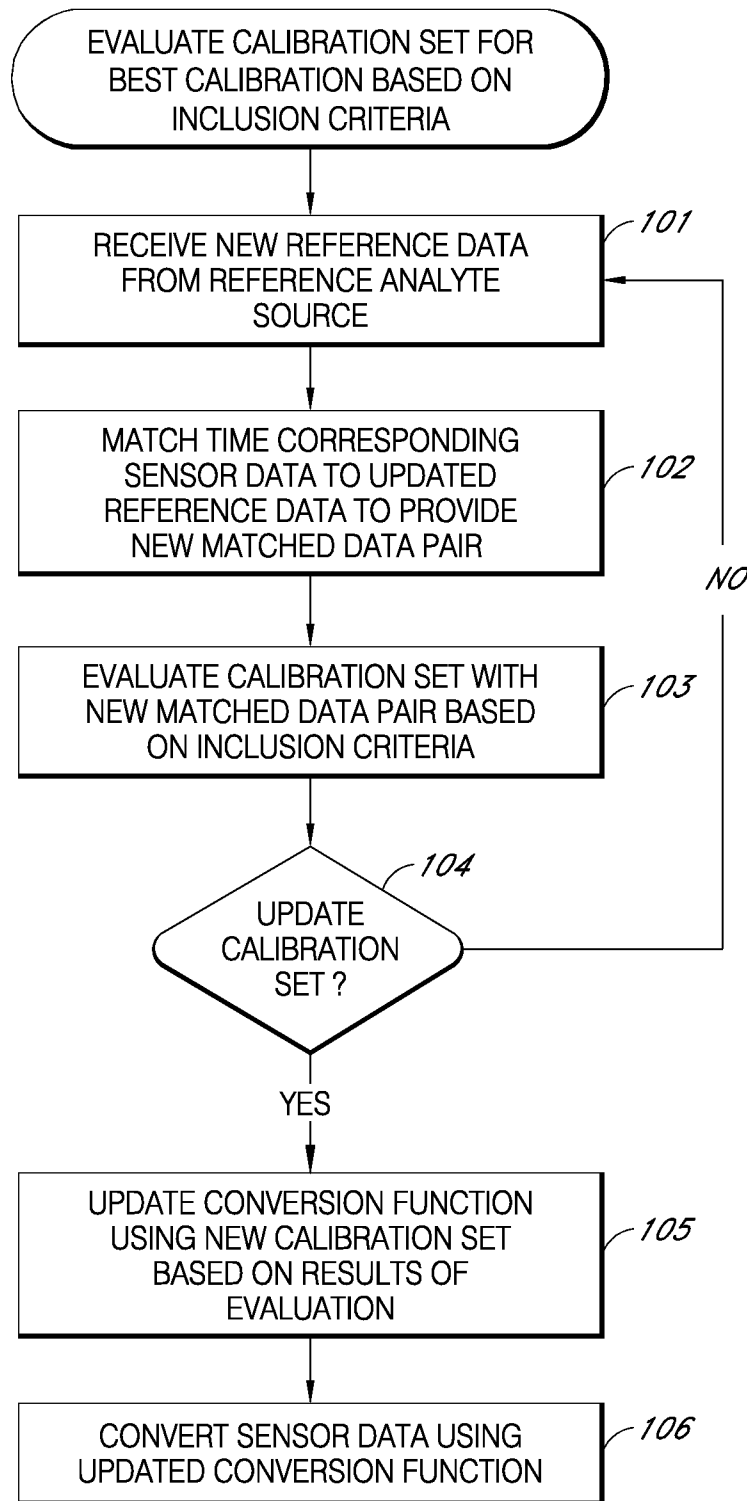 EVALUATE CALIBRATION SET FOR
BEST CALIBRATION BASED ON
INCLUSION CRITERIA
101
RECEIVE NEW REFERENCE DATA
FROM REFERENCE ANALYTE
SOURCE
102
MATCH TIME CORRESPONDING
SENSOR DATA TO UPDATED
REFERENCE DATA TO PROVIDE
NEW MATCHED DATA PAIR
NO
103
EVALUATE CALIBRATION SET WITH
NEW MATCHED DATA PAIR BASED
ON INCLUSION CRITERIA
104
UPDATE
CALIBRATION
SET ?
YES
105
UPDATE CONVERSION FUNCTION
USING NEW CALIBRATION SET
BASED ON RESULTS OF
EVALUATION
106
CONVERT SENSOR DATA USING
UPDATED CONVERSION FUNCTION